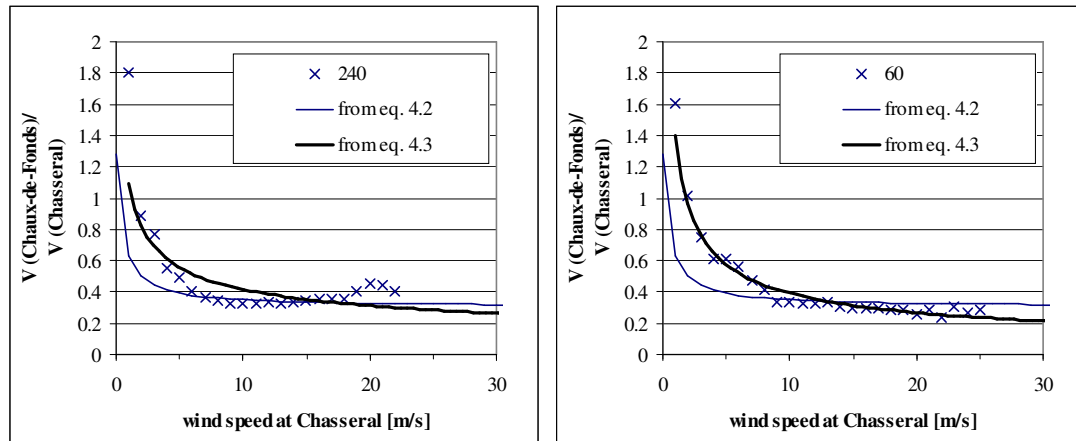 V (Chaux-de-Fonds)/
V (Chasseral)
2
1.8
1.6
1.4
1.2
1
0.8
0.6
0.4
0.2
0
240
from eq. 4.2
from eq. 4.3
0 10 20 30
wind speed at Chasseral [m/s]
V (Chaux-de-Fonds)/
V (Chasseral)
2
1.8
1.6
1.4
1.2
1
0.8
0.6
0.4
0.2
0
60
from eq. 4.2
from eq. 4.3
0 10 20 30
wind speed at Chasseral [m/s]